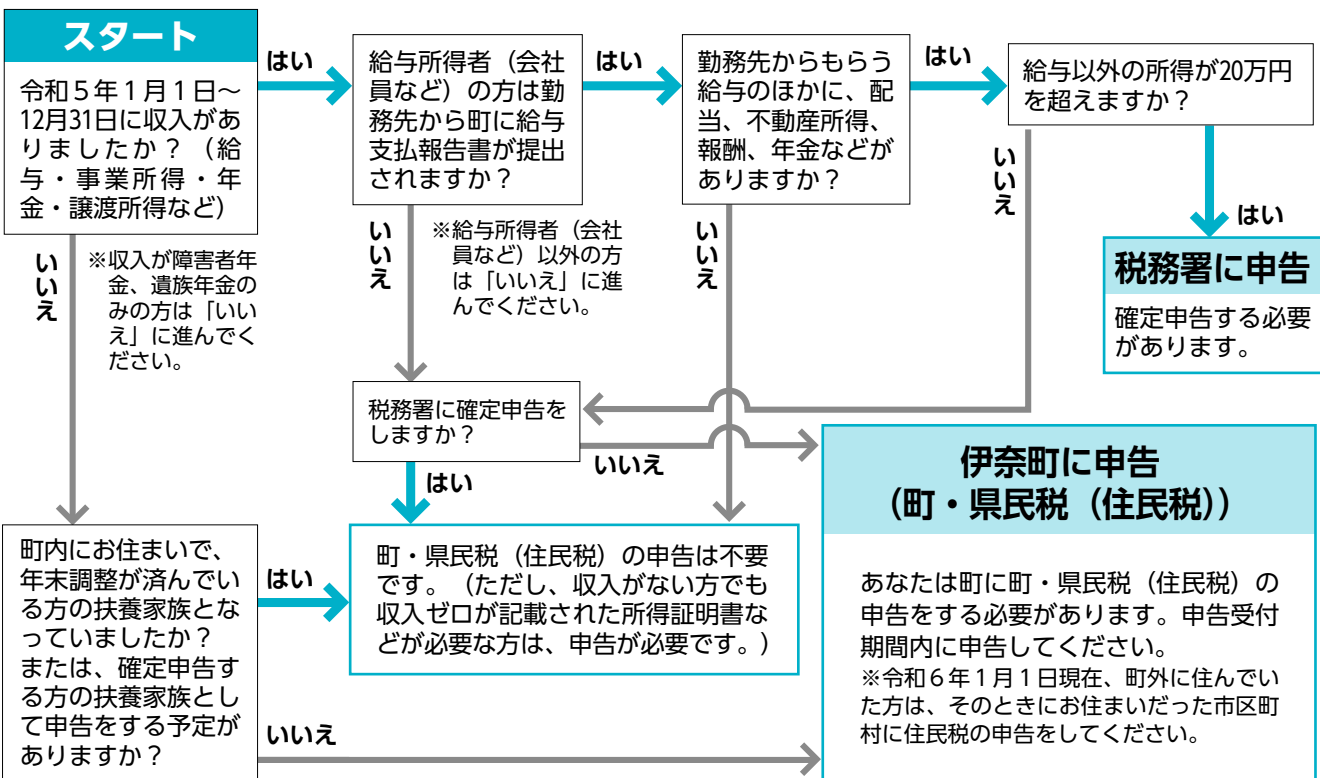 スタート
令和5年1月1日～
12月31日に収入があ
りましたか？（給
与・事業所得・年
金・譲渡所得など）
はい
給与所得者（会社
員など）の方は勤
務先から町に給与
支払報告書が提出
されますか？
はい
勤務先からもらう
給与のほかに、配
当、不動産所得、
報酬、年金などが
ありますか？
はい
給与以外の所得が20万円
を超えますか？
いいえ
※収入が障害者年
金、遺族年金の
みの方は「いい
え」に進んでく
ださい。
いいえ
※給与所得者（会社
員など）以外の方
は「いいえ」に進
んでください。
いいえ
いいえ
はい
税務署に申告
確定申告する必要
があります。
税務署に確定申告を
しますか？
はい
いいえ
町内にお住まいで、
年末調整が済んでい
る方の扶養家族とな
っていましたか？
または、確定申告す
る方の扶養家族とし
て申告をする予定が
ありますか？
はい
いいえ
町・県民税（住民税）の申告は不要
です。（ただし、収入がない方でも
収入ゼロが記載された所得証明書な
どが必要な方は、申告が必要です。）
伊奈町に申告
（町・県民税（住民税））
あなたは町に町・県民税（住民税）の
申告をする必要があります。申告受付
期間内に申告してください。
※令和6年1月1日現在、町外に住んでい
た方は、そのときにお住まいだった市区町
村に住民税の申告をしてください。